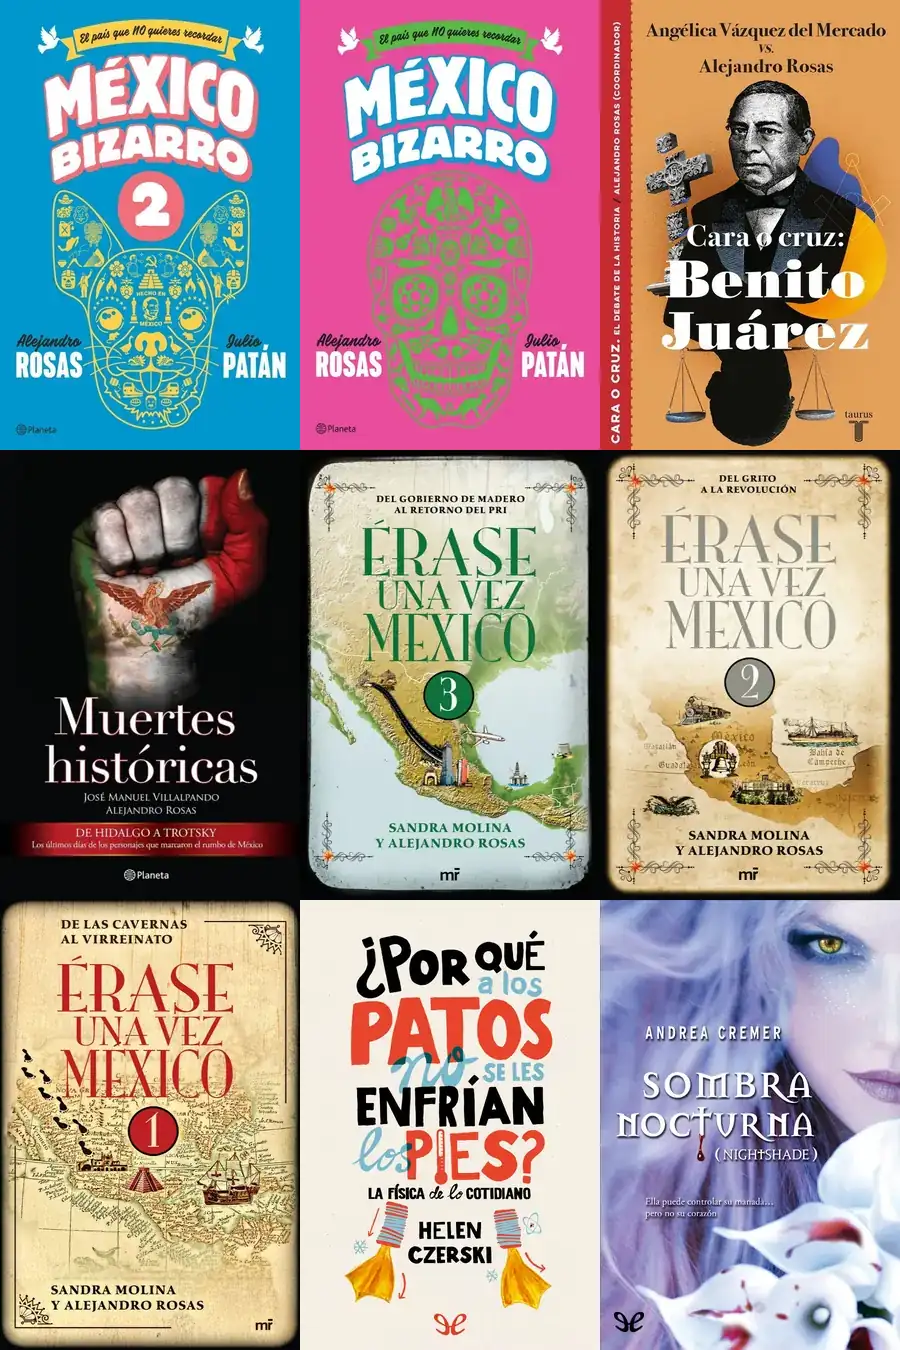 El país que NO quieres recordar
MÉXICO
BIZARRO
2
HECHO EN
MÉXICO
Alejandro
ROSAS
Julio
PATÁN
Planeta
El país que NO quieres recordar
MÉXICO
BIZARRO
Alejandro
ROSAS
Julio
PATÁN
Planeta
CARA O CRUZ. EL DEBATE DE LA HISTORIA / ALEJANDRO ROSAS (COORDINADOR)
Angélica Vázquez del Mercado
vs.
Alejandro Rosas
Cara o cruz:
Benito
Juárez
taurus
Muertes
históricas
JOSÉ MANUEL VILLALPANDO
ALEJANDRO ROSAS
DE HIDALGO A TROTSKY
Los últimos días de los personajes que marcaron el rumbo de México
Planeta
DEL GOBIERNO DE MADERO
AL RETORNO DEL PRI
ÉRASE
UNA VEZ
MÉXICO
3
SANDRA MOLINA
Y ALEJANDRO ROSAS
mr
DEL GRITO
A LA REVOLUCIÓN
ÉRASE
UNA VEZ
MÉXICO
2
México
Bahía de
Campeche
SANDRA MOLINA
Y ALEJANDRO ROSAS
mr
DE LAS CAVERNAS
AL VIRREINATO
ÉRASE
UNA VEZ
MÉXICO
1
SANDRA MOLINA
Y ALEJANDRO ROSAS
mr
¿POR QUÉ
a los
PATOS
no SE LES
ENFRÍAN
los PIES?
LA FÍSICA de lo COTIDIANO
HELEN
CZERSKI
ANDREA CREMER
SOMBRA
NOCTURNA
(NIGHTSHADE)
Ella puede controlar su manada...
pero no su corazón